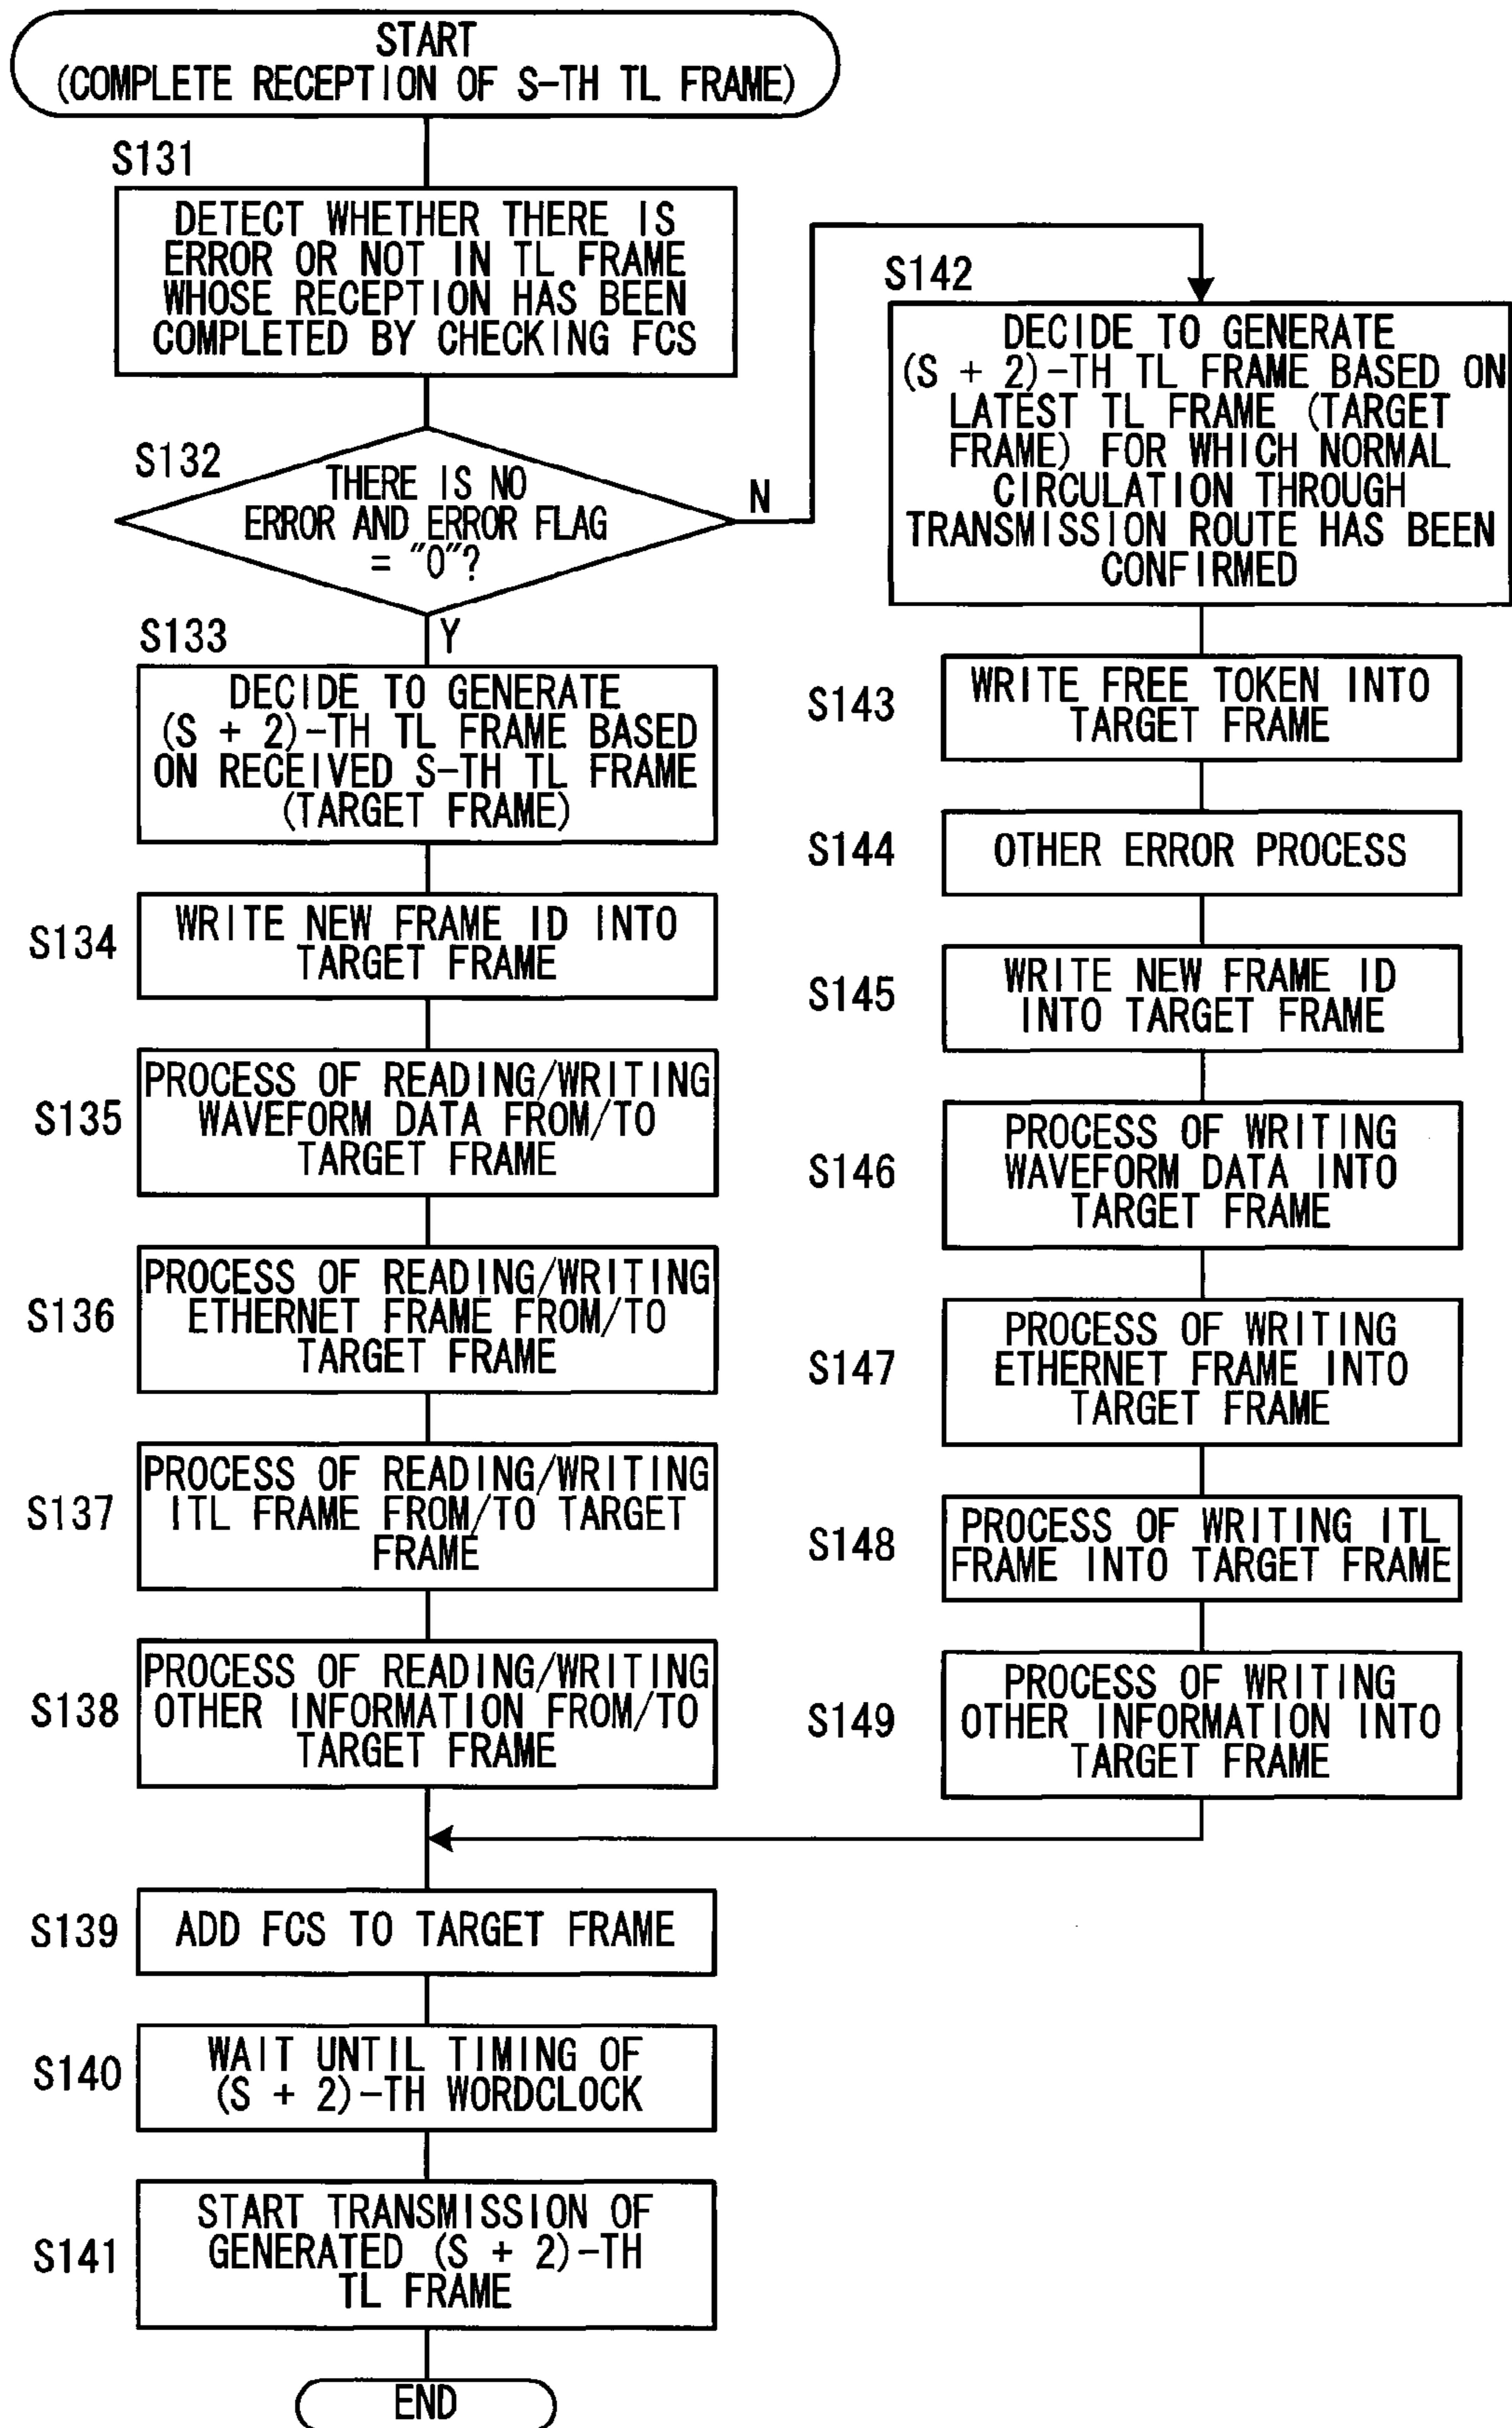 START
(COMPLETE RECEPTION OF S-TH TL FRAME)
S131
DETECT WHETHER THERE IS
ERROR OR NOT IN TL FRAME
WHOSE RECEPTION HAS BEEN
COMPLETED BY CHECKING FCS
S132
THERE IS NO
ERROR AND ERROR FLAG
= "0"?
N
Y
S133
DECIDE TO GENERATE
(S + 2)-TH TL FRAME BASED
ON RECEIVED S-TH TL FRAME
(TARGET FRAME)
S134
WRITE NEW FRAME ID INTO
TARGET FRAME
S135
PROCESS OF READING/WRITING
WAVEFORM DATA FROM/TO
TARGET FRAME
S136
PROCESS OF READING/WRITING
ETHERNET FRAME FROM/TO
TARGET FRAME
S137
PROCESS OF READING/WRITING
ITL FRAME FROM/TO TARGET
FRAME
S138
PROCESS OF READING/WRITING
OTHER INFORMATION FROM/TO
TARGET FRAME
S139
ADD FCS TO TARGET FRAME
S140
WAIT UNTIL TIMING OF
(S + 2)-TH WORDCLOCK
S141
START TRANSMISSION OF
GENERATED (S + 2)-TH
TL FRAME
END
S142
DECIDE TO GENERATE
(S + 2)-TH TL FRAME BASED ON
LATEST TL FRAME (TARGET
FRAME) FOR WHICH NORMAL
CIRCULATION THROUGH
TRANSMISSION ROUTE HAS BEEN
CONFIRMED
S143
WRITE FREE TOKEN INTO
TARGET FRAME
S144
OTHER ERROR PROCESS
S145
WRITE NEW FRAME ID
INTO TARGET FRAME
S146
PROCESS OF WRITING
WAVEFORM DATA INTO
TARGET FRAME
S147
PROCESS OF WRITING
ETHERNET FRAME INTO
TARGET FRAME
S148
PROCESS OF WRITING ITL
FRAME INTO TARGET FRAME
S149
PROCESS OF WRITING
OTHER INFORMATION INTO
TARGET FRAME